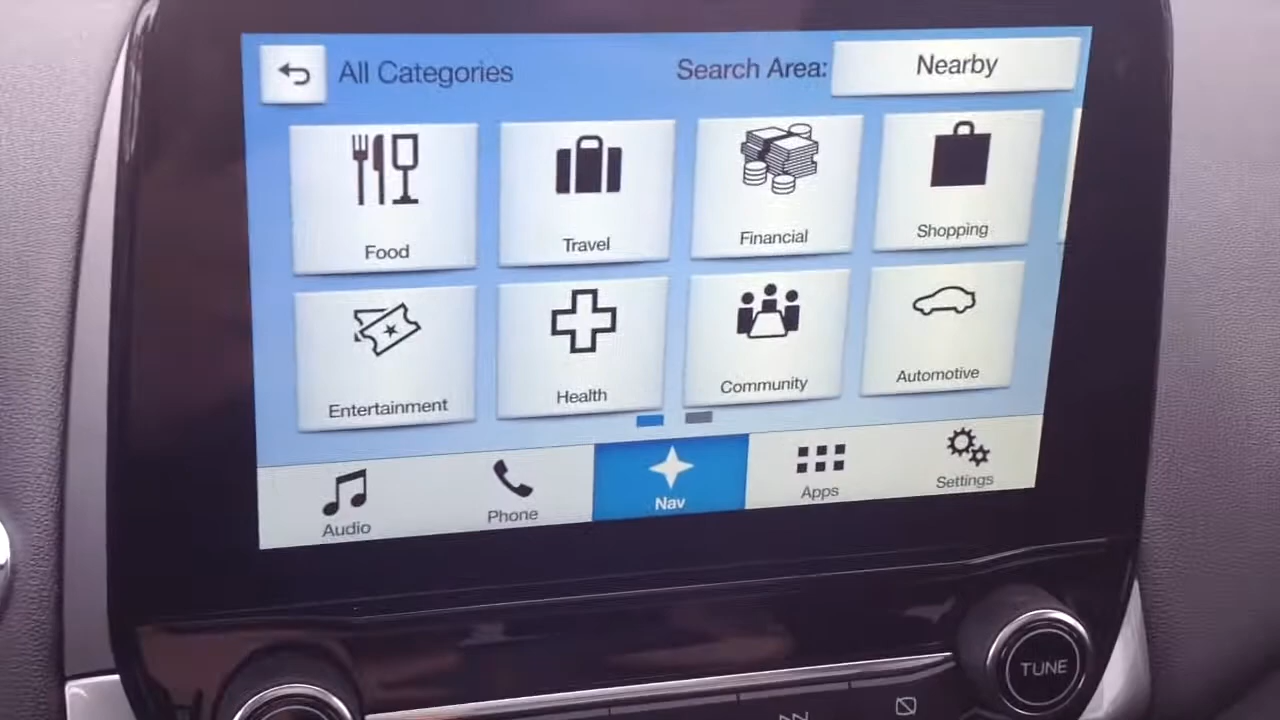 All Categories
Search Area:
Nearby
Food
Travel
Financial
Shopping
Entertainment
Health
Community
Automotive
Audio
Phone
Nav
Apps
Settings
TUNE